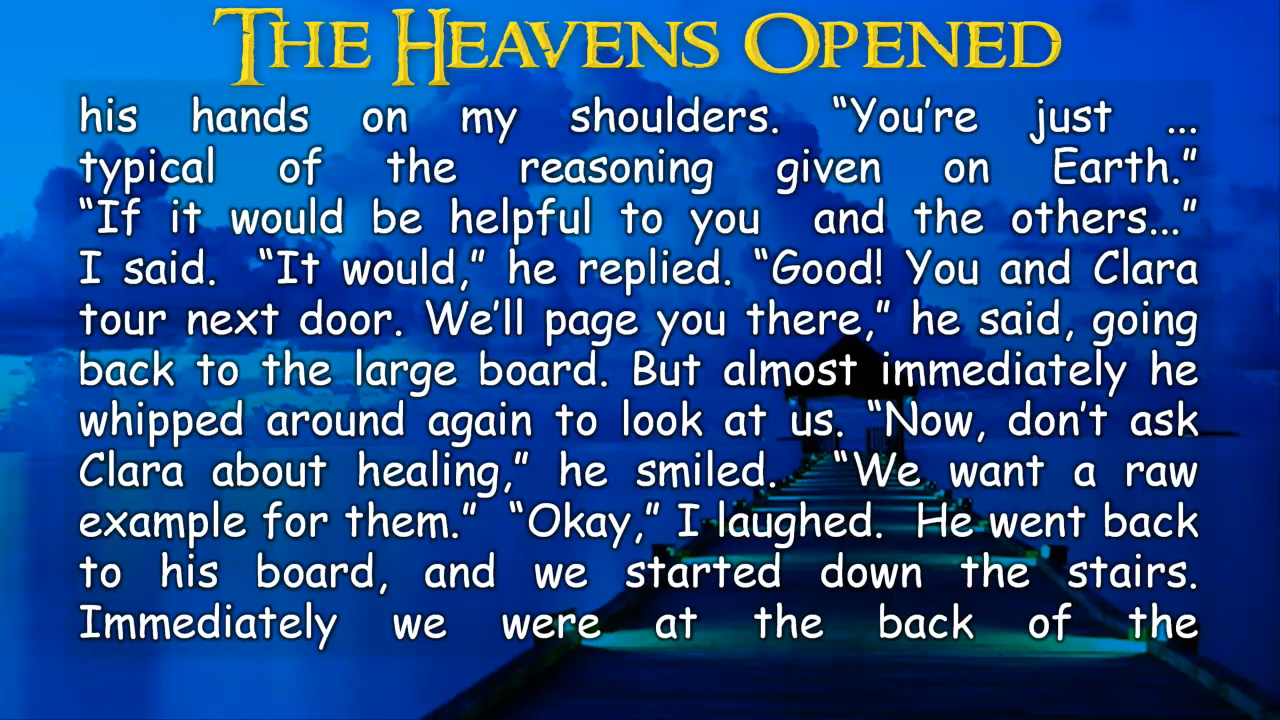 THE HEAVENS OPENED
his hands on my shoulders. “You’re just ...
typical of the reasoning given on Earth.”
“If it would be helpful to you and the others...”
I said. “It would,” he replied. “Good! You and Clara
tour next door. We’ll page you there,” he said, going
back to the large board. But almost immediately he
whipped around again to look at us. “Now, don’t ask
Clara about healing,” he smiled. “We want a raw
example for them.” “Okay,” I laughed. He went back
to his board, and we started down the stairs.
Immediately we were at the back of the